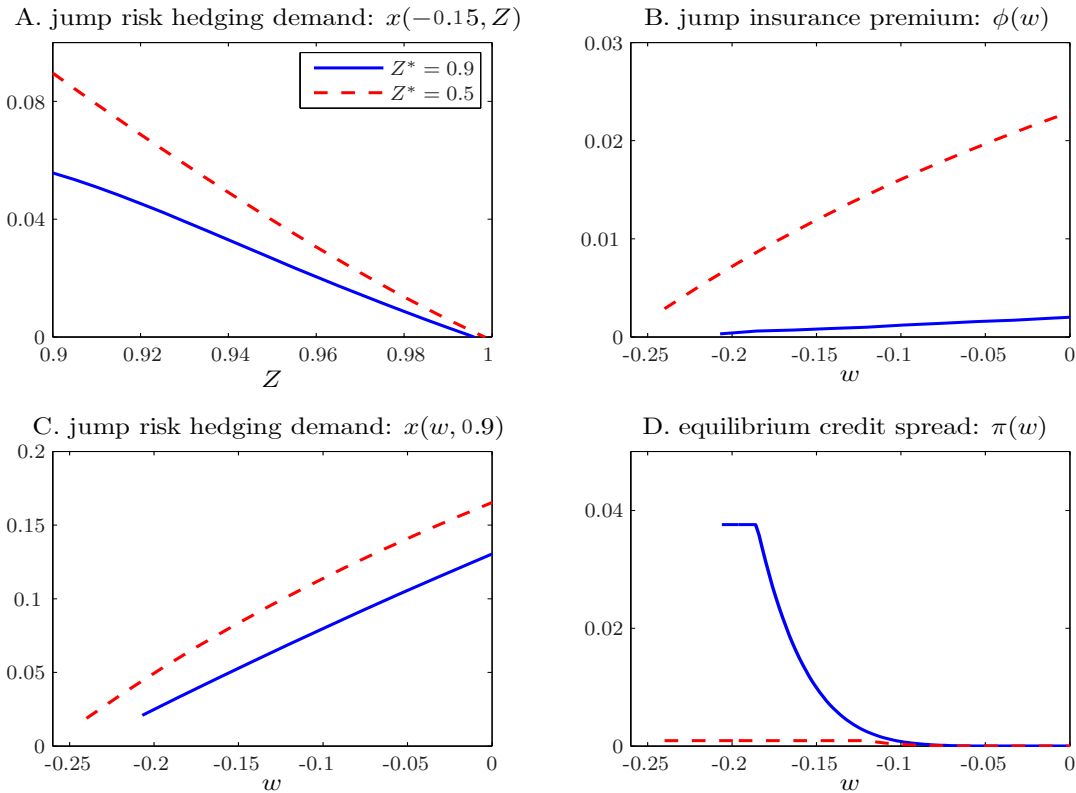 A. jump risk hedging demand: x(−0.15, Z)
Z* = 0.9
Z* = 0.5
0.08
0.04
0
0.9 0.92 0.94 0.96 0.98 1
Z
B. jump insurance premium: ϕ(w)
0.03
0.02
0.01
0
-0.25 -0.2 -0.15 -0.1 -0.05 0
w
C. jump risk hedging demand: x(w, 0.9)
0.2
0.15
0.1
0.05
0
-0.25 -0.2 -0.15 -0.1 -0.05 0
w
D. equilibrium credit spread: π(w)
0.04
0.02
0
-0.25 -0.2 -0.15 -0.1 -0.05 0
w